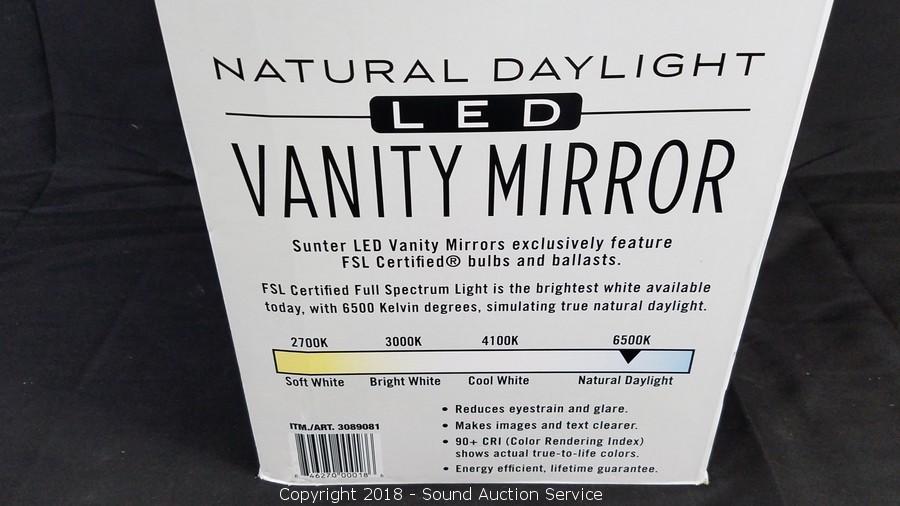 NATURAL DAYLIGHT
LED
VANITY MIRROR
Sunter LED Vanity Mirrors exclusively feature
FSL Certified® bulbs and ballasts.
FSL Certified Full Spectrum Light is the brightest white available
today, with 6500 Kelvin degrees, simulating true natural daylight.
2700K 3000K 4100K 6500K
Soft White Bright White Cool White Natural Daylight
• Reduces eyestrain and glare.
• Makes images and text clearer.
• 90+ CRI (Color Rendering Index)
shows actual true-to-life colors.
• Energy efficient, lifetime guarantee.
ITM./ART. 3089081
46270 00018
Copyright 2018 - Sound Auction Service